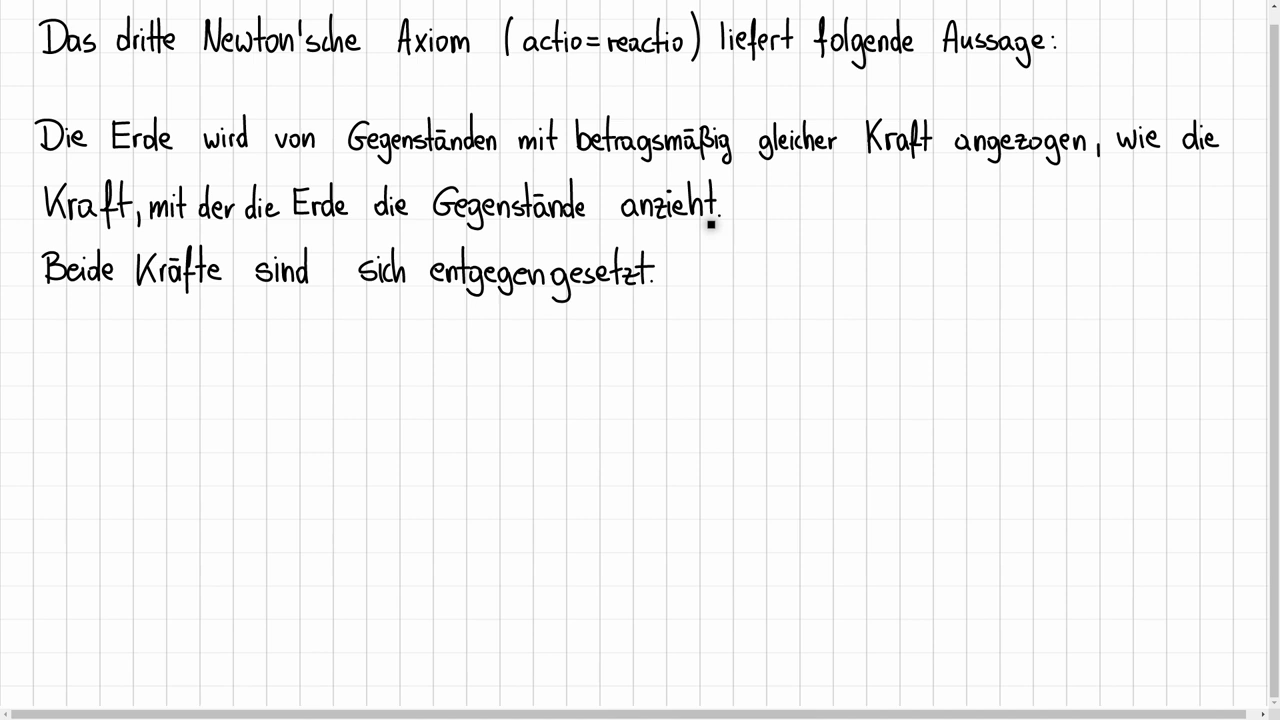 Das dritte Newton'sche Axiom (actio=reactio) liefert folgende Aussage:
Die Erde wird von Gegenständen mit betragsmäßig gleicher Kraft angezogen, wie die
Kraft, mit der die Erde die Gegenstände anzieht.
Beide Kräfte sind sich entgegengesetzt.